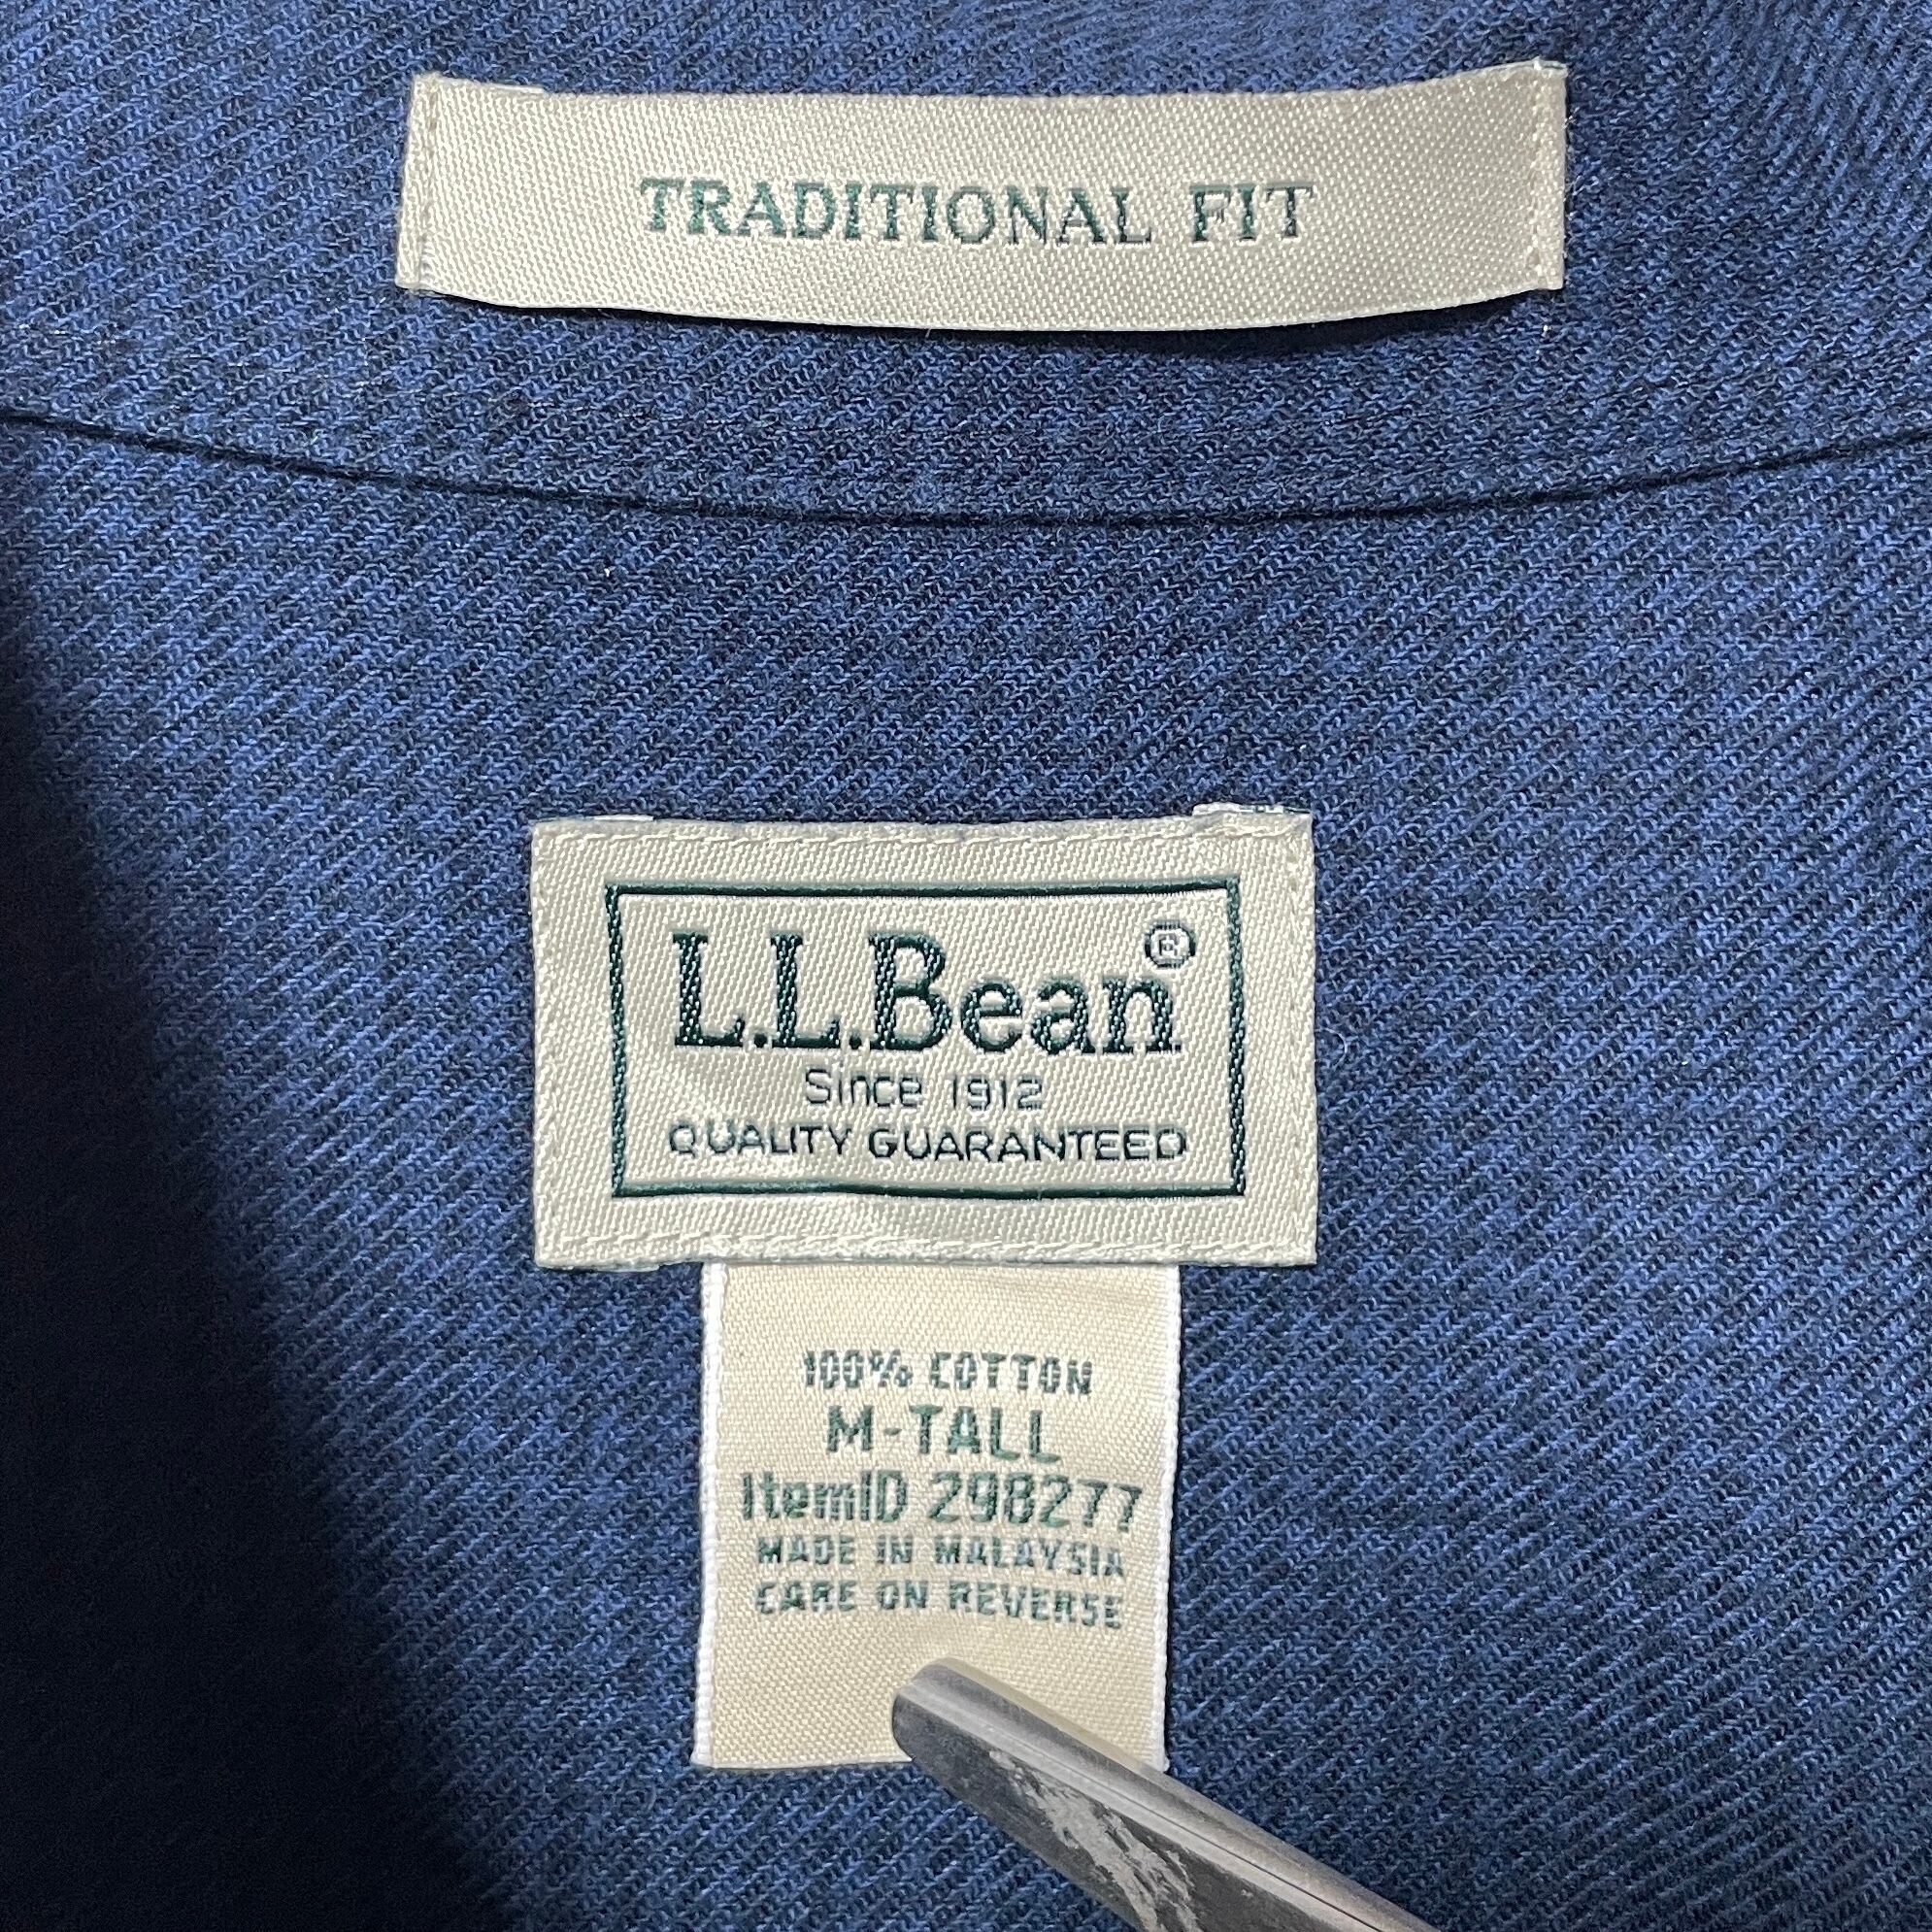 TRADITIONAL FIT
L.L.Bean®
Since 1912
QUALITY GUARANTEED
100% COTTON
M-TALL
ItemID 298277
MADE IN MALAYSIA
CARE ON REVERSE